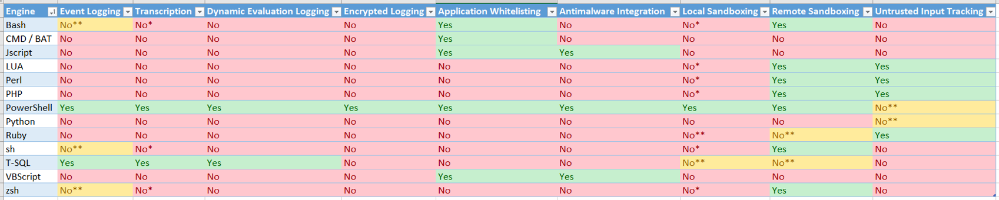 Engine Event Logging Transcription Dynamic Evaluation Logging Encrypted Logging Application Whitelisting Antimalware Integration Local Sandboxing Remote Sandboxing Untrusted Input Tracking
Bash No** No* No No Yes No No* Yes No
CMD / BAT No No No No Yes No No No No
Jscript No No No No Yes Yes No No No
LUA No No No No No No No* Yes Yes
Perl No No No No No No No* Yes Yes
PHP No No No No No No No* Yes Yes
PowerShell Yes Yes Yes Yes Yes Yes Yes Yes No**
Python No No No No No No No No No**
Ruby No No No No No No No** No** Yes
sh No** No* No No No No No* Yes No
T-SQL Yes Yes Yes No No No No** No** No
VBScript No No No No Yes Yes No No No
zsh No** No* No No No No No* Yes No